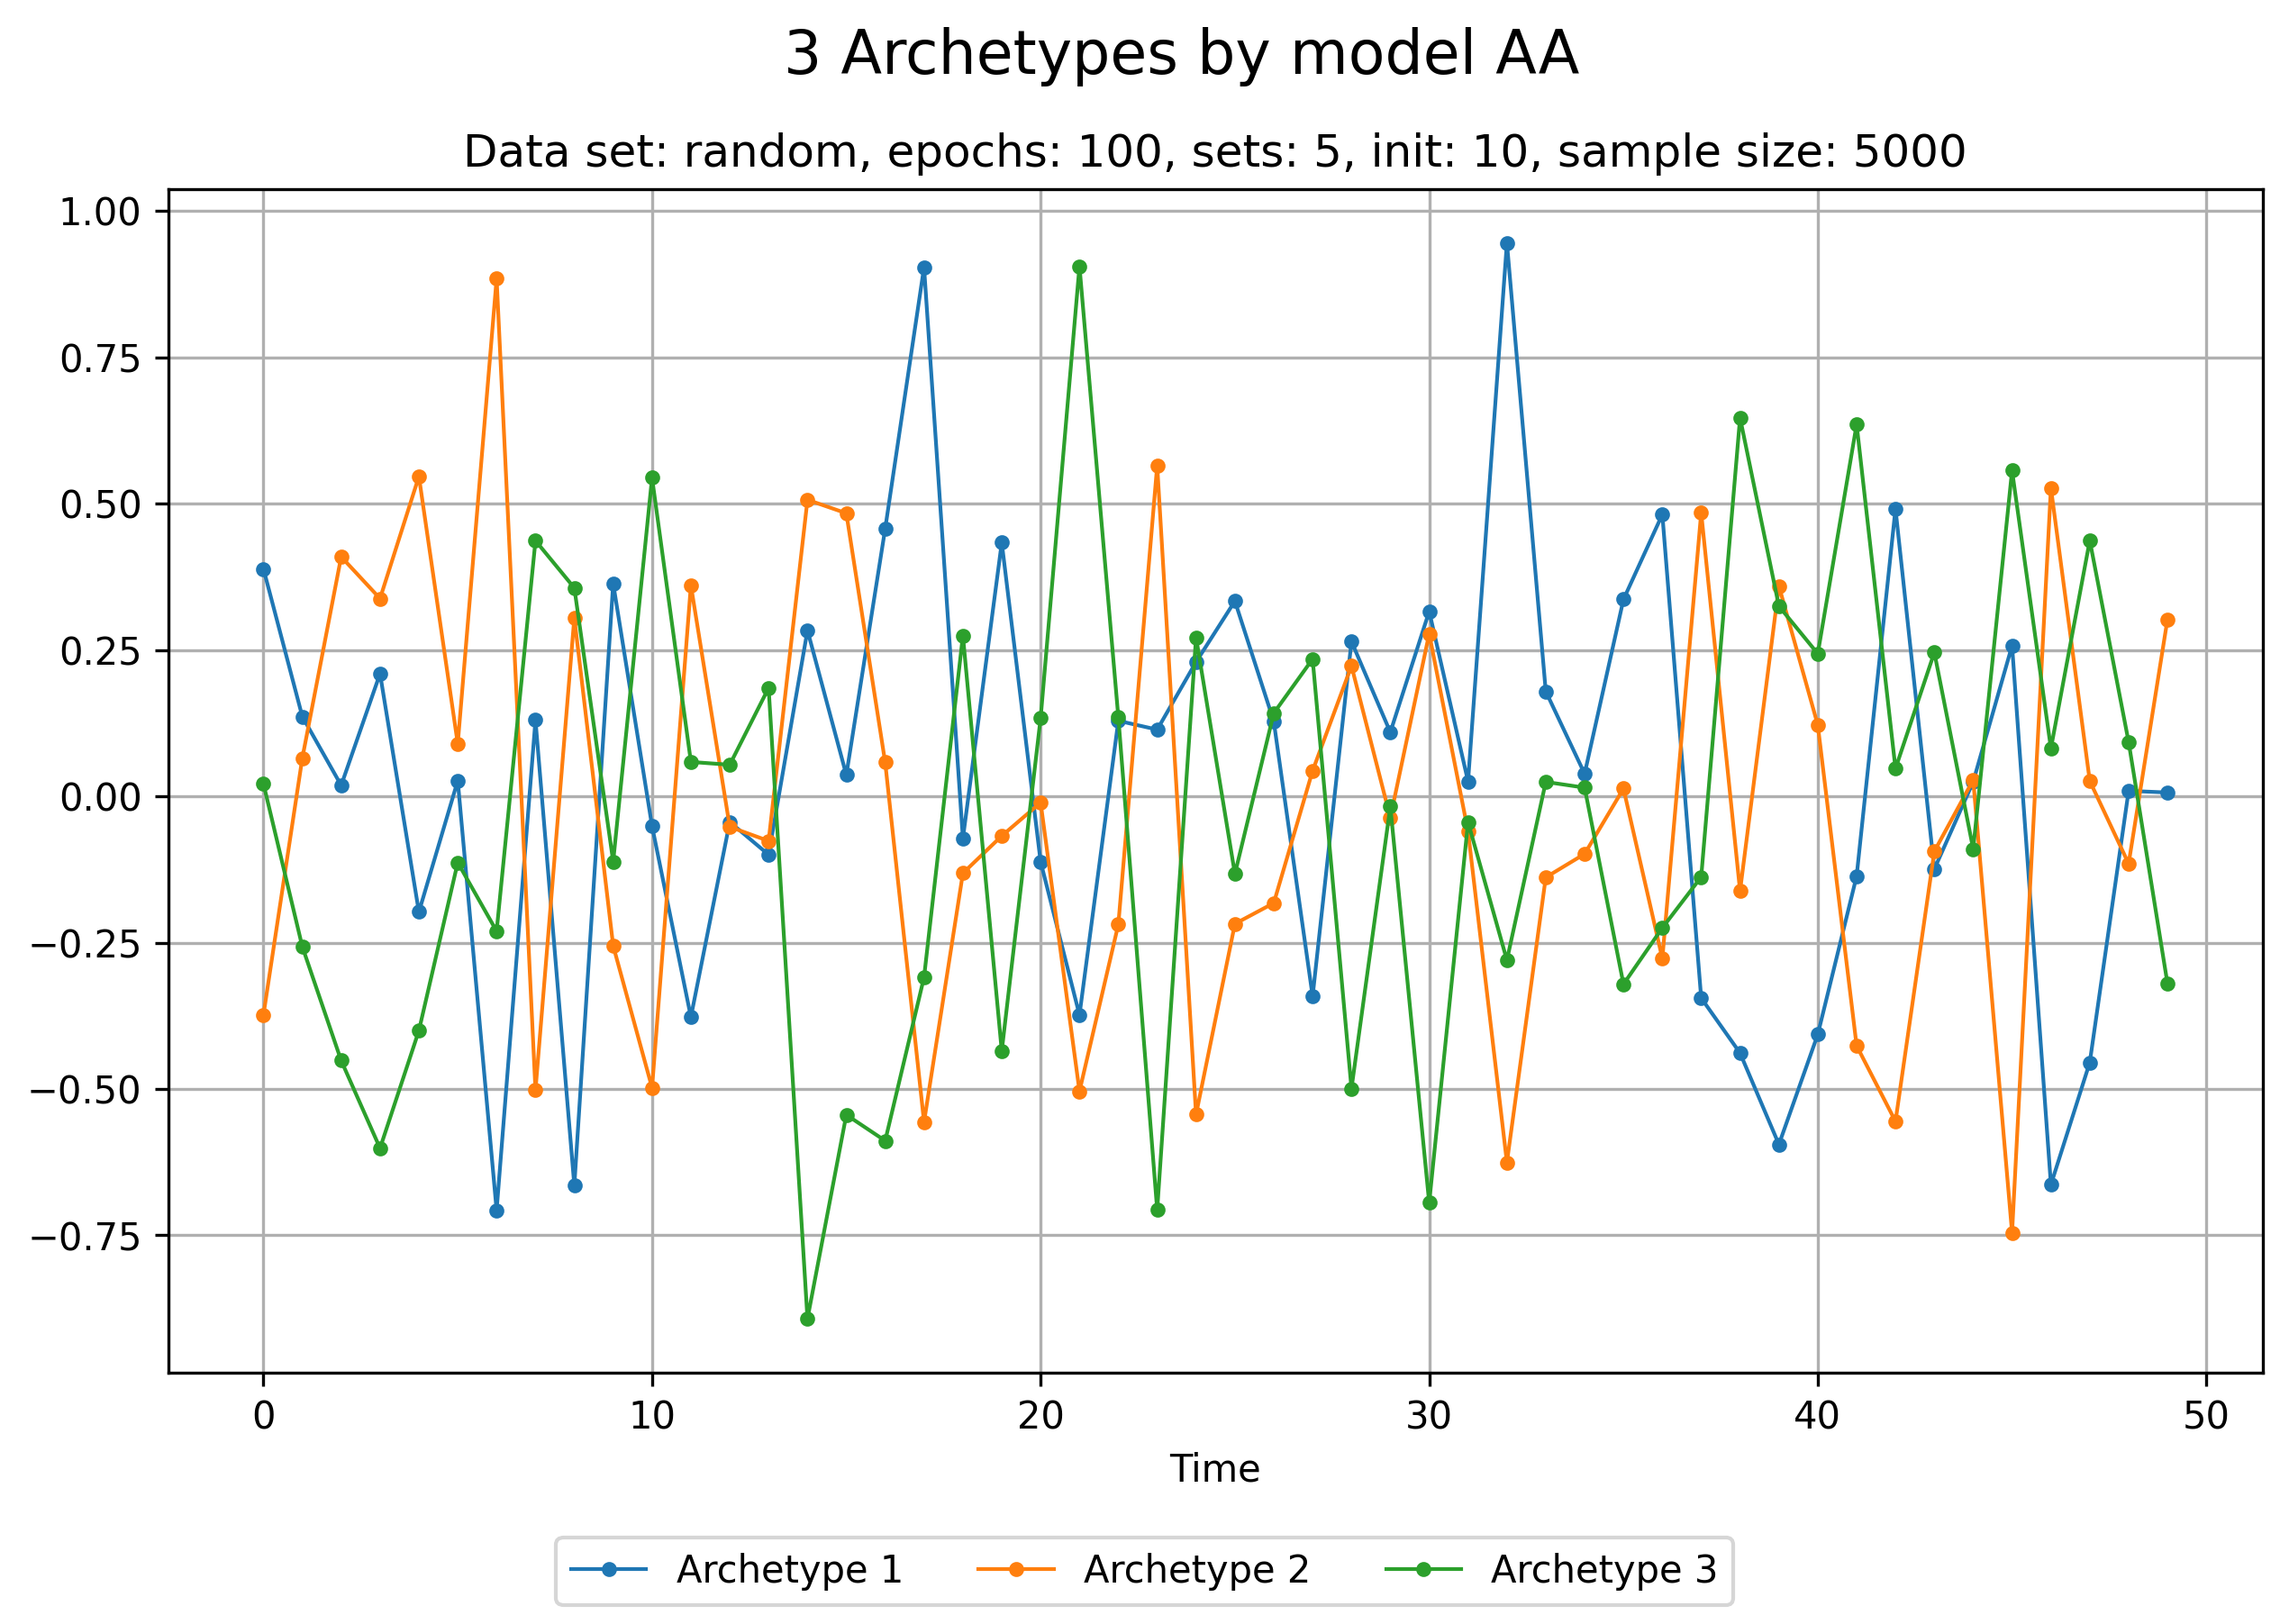 3 Archetypes by model AA
Data set: random, epochs: 100, sets: 5, init: 10, sample size: 5000
1.00
0.75
0.50
0.25
0.00
−0.25
−0.50
−0.75
0 10 20 30 40 50
Time
Archetype 1 Archetype 2 Archetype 3